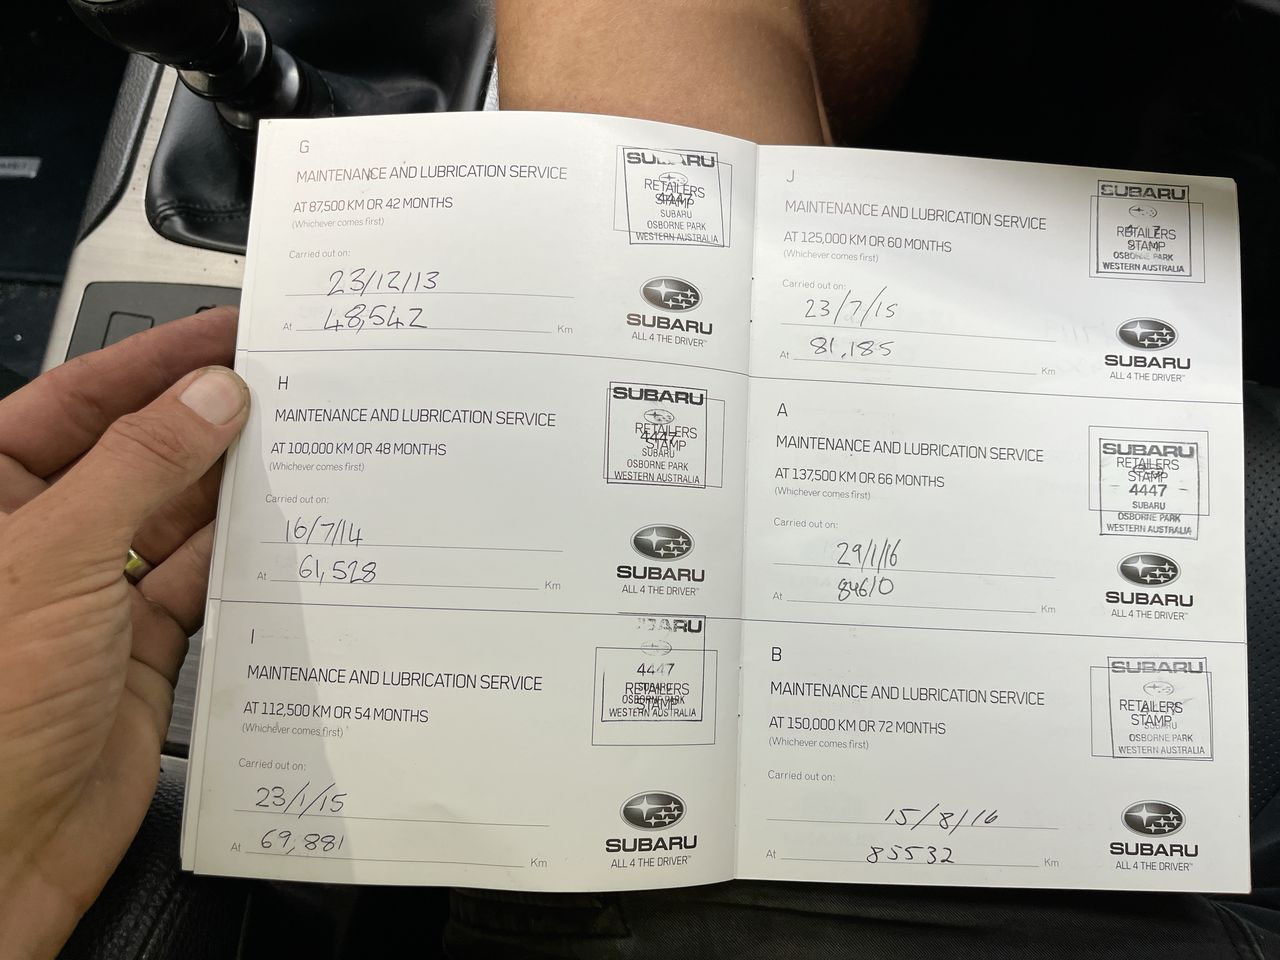 G
MAINTENANCE AND LUBRICATION SERVICE
AT 87,500 KM OR 42 MONTHS
(Whichever comes first)
Carried out on:
23/12/13
At 48,542 Km
SUBARU
RETAILERS
4447
STAMP
SUBARU
OSBORNE PARK
WESTERN AUSTRALIA
SUBARU
ALL 4 THE DRIVER™
H
MAINTENANCE AND LUBRICATION SERVICE
AT 100,000 KM OR 48 MONTHS
(Whichever comes first)
Carried out on:
16/7/14
At 61,528 Km
SUBARU
RETAILERS
4447
STAMP
SUBARU
OSBORNE PARK
WESTERN AUSTRALIA
SUBARU
ALL 4 THE DRIVER™
I
MAINTENANCE AND LUBRICATION SERVICE
AT 112,500 KM OR 54 MONTHS
(Whichever comes first)
Carried out on:
23/1/15
At 69,881 Km
SUBARU
4447
SUBARU
RETAILERS
OSBORNE PARK
STAMP
WESTERN AUSTRALIA
SUBARU
ALL 4 THE DRIVER™
J
MAINTENANCE AND LUBRICATION SERVICE
AT 125,000 KM OR 60 MONTHS
(Whichever comes first)
Carried out on:
23/7/15
At 81,185 Km
SUBARU
RETAILERS
STAMP
OSBORNE PARK
WESTERN AUSTRALIA
SUBARU
ALL 4 THE DRIVER™
A
MAINTENANCE AND LUBRICATION SERVICE
AT 137,500 KM OR 66 MONTHS
(Whichever comes first)
Carried out on:
29/1/16
At 84610 Km
SUBARU
RETAILERS
STAMP
4447
SUBARU
OSBORNE PARK
WESTERN AUSTRALIA
SUBARU
ALL 4 THE DRIVER™
B
MAINTENANCE AND LUBRICATION SERVICE
AT 150,000 KM OR 72 MONTHS
(Whichever comes first)
Carried out on:
15/8/16
At 85532 Km
SUBARU
RETAILERS
STAMP
SUBARU
OSBORNE PARK
WESTERN AUSTRALIA
SUBARU
ALL 4 THE DRIVER™